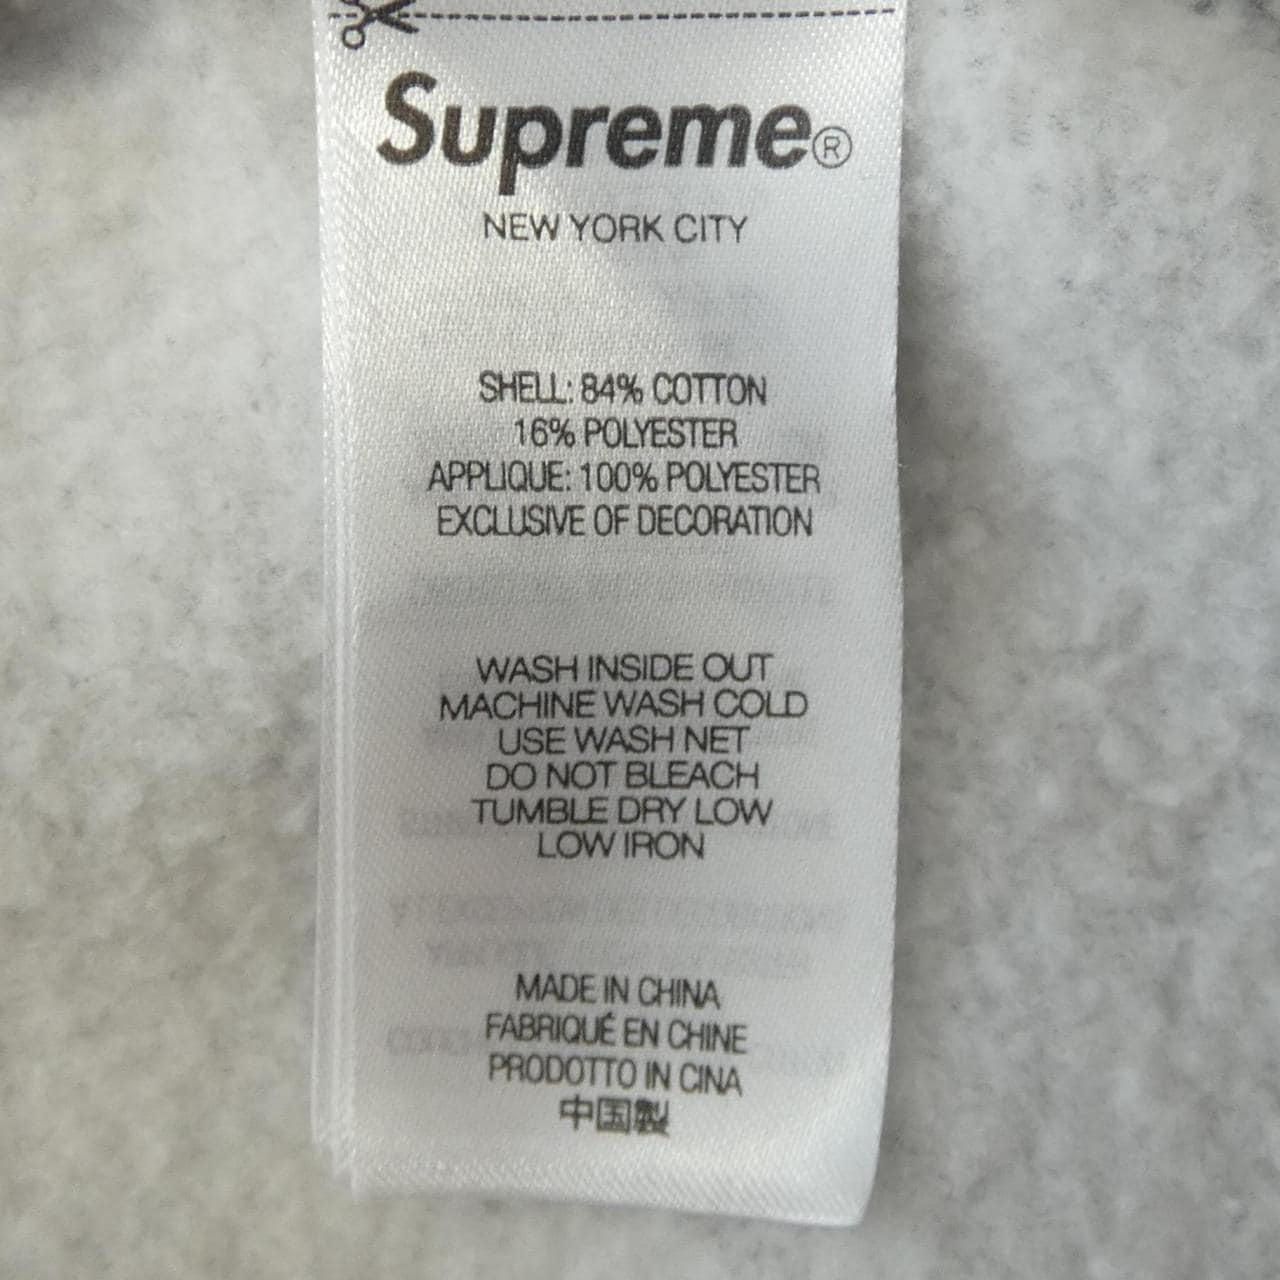 Supreme®
NEW YORK CITY
SHELL: 84% COTTON
16% POLYESTER
APPLIQUE: 100% POLYESTER
EXCLUSIVE OF DECORATION
WASH INSIDE OUT
MACHINE WASH COLD
USE WASH NET
DO NOT BLEACH
TUMBLE DRY LOW
LOW IRON
MADE IN CHINA
FABRIQUÉ EN CHINE
PRODOTTO IN CINA
中国製